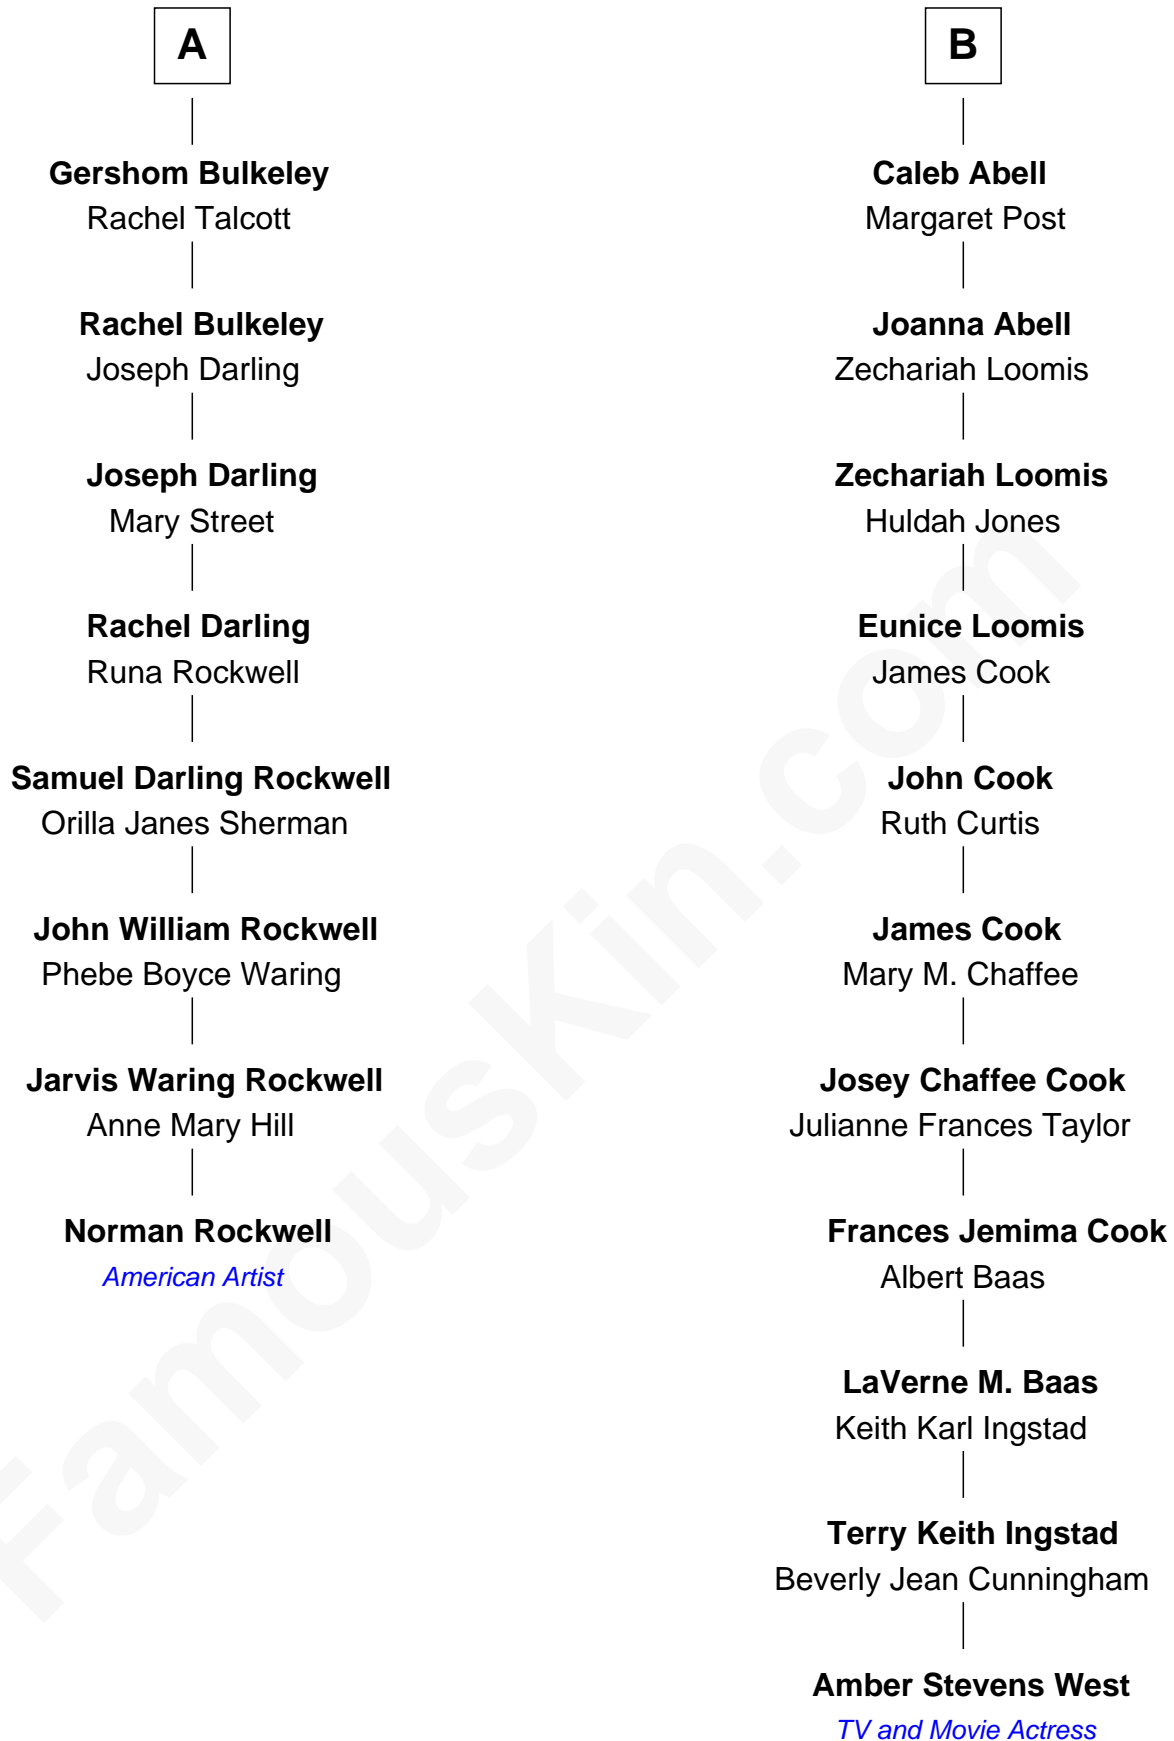 A
Gershom Bulkeley
Rachel Talcott
Rachel Bulkeley
Joseph Darling
Joseph Darling
Mary Street
Rachel Darling
Runa Rockwell
Samuel Darling Rockwell
Orilla Janes Sherman
John William Rockwell
Phebe Boyce Waring
Jarvis Waring Rockwell
Anne Mary Hill
Norman Rockwell
American Artist
B
Caleb Abell
Margaret Post
Joanna Abell
Zechariah Loomis
Zechariah Loomis
Huldah Jones
Eunice Loomis
James Cook
John Cook
Ruth Curtis
James Cook
Mary M. Chaffee
Josey Chaffee Cook
Julianne Frances Taylor
Frances Jemima Cook
Albert Baas
LaVerne M. Baas
Keith Karl Ingstad
Terry Keith Ingstad
Beverly Jean Cunningham
Amber Stevens West
TV and Movie Actress
FamousKin.com